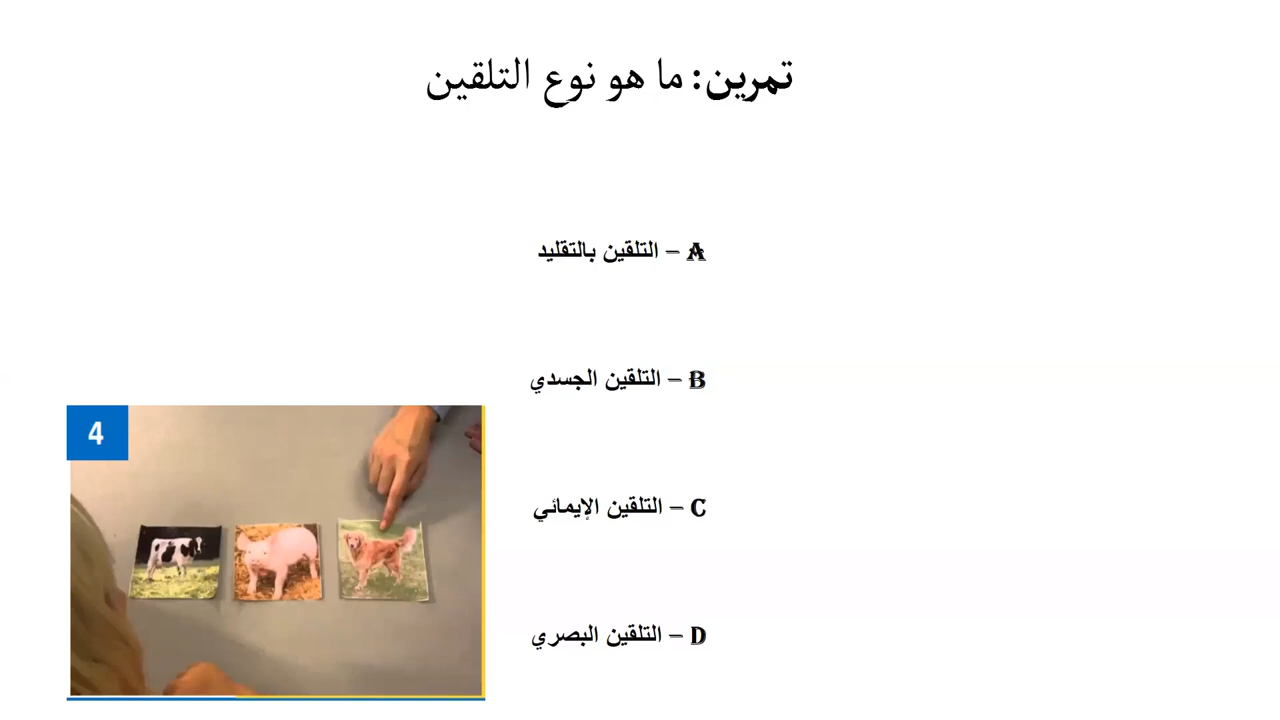 تمرين: ما هو نوع التلقين
A – التلقين بالتقليد
B – التلقين الجسدي
C – التلقين الإيمائي
D – التلقين البصري
4